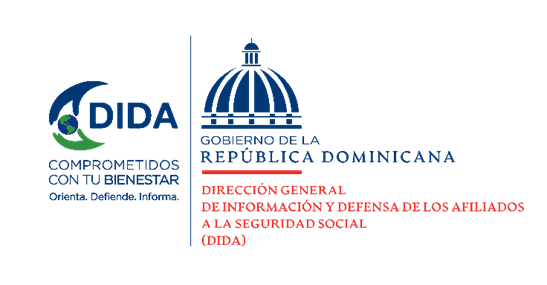 DIDA
COMPROMETIDOS
CON TU BIENESTAR
Orienta. Defiende. Informa.
GOBIERNO DE LA
REPÚBLICA DOMINICANA
DIRECCIÓN GENERAL
DE INFORMACIÓN Y DEFENSA DE LOS AFILIADOS
A LA SEGURIDAD SOCIAL
(DIDA)